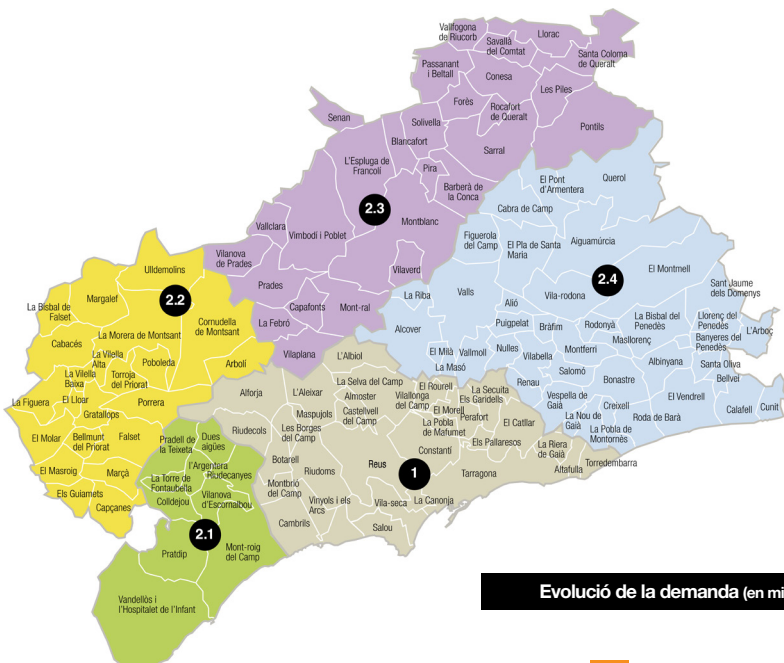 Vallfogona
de Riucorb
Savallà
del Comtat
Llorac
Santa Coloma
de Queralt
Passanant
i Beltall
Conesa
Les Piles
Forès
Rocafort
de Queralt
Senan
Solivella
Pontils
Blancafort
Sarral
L'Espluga de
Francolí
Pira
Barberà de
la Conca
2.3
Montblanc
Vallclara
Vimbodí i Poblet
Vilanova
de Prades
Vilaverd
Prades
Capafonts
Mont-ral
La Febró
Vilaplana
El Pont
d'Armentera
Querol
Cabra de Camp
Figuerola
del Camp
El Pla de Santa
Maria
Aiguamúrcia
El Montmell
2.4
Sant Jaume
dels Domenys
La Riba
Valls
Alió
Vila-rodona
La Bisbal del
Penedès
Llorenç del
Penedès
Banyeres del
Penedès
L'Arboç
Alcover
Puigpelat
Bràfim
Rodonyà
Masllorenç
El Milà
Vallmoll
Nulles
Vilabella
Montferri
Albinyana
Santa Oliva
Bellvei
La Masó
Renau
Salomó
Bonastre
Vespella de
Gaià
Creixell
El Vendrell
Calafell
Cunit
La Nou de
Gaià
Roda de Barà
La Pobla de
Montornès
Ulldemolins
2.2
Margalef
La Bisbal de
Falset
Cornudella
de Montsant
La Morera de Montsant
Cabacés
La Vilella
Alta
Poboleda
Arbolí
La Vilella
Baixa
Torroja
del Priorat
La Figuera
El Lloar
Porrera
Gratallops
El Molar
Bellmunt
del Priorat
Falset
El Masroig
Marçà
Els Guiamets
Capçanes
L'Albiol
Alforja
L'Aleixar
La Selva del Camp
Almoster
El Rourell
Vilallonga
del Camp
La Secuita
Els Garidells
Maspujols
Castellvell
del Camp
El Morell
Perafort
La Pobla
de Mafumet
El Catllar
Riudecols
Les Borges
del Camp
Els Pallaresos
La Riera
de Gaià
Botarell
Constantí
Riudoms
Reus
1
Tarragona
Altafulla
Torredembarra
Montbrió
del Camp
Vinyols i els
Arcs
Vila-seca
La Canonja
Cambrils
Salou
Pradell de
la Teixeta
Dues
aigües
l'Argentera
Riudecanyes
La Torre de
Fontaubella
Colldejou
Vilanova
d'Escornalbou
2.1
Pratdip
Mont-roig
del Camp
Vandellòs i
l'Hospitalet de l'Infant
Evolució de la demanda (en mi